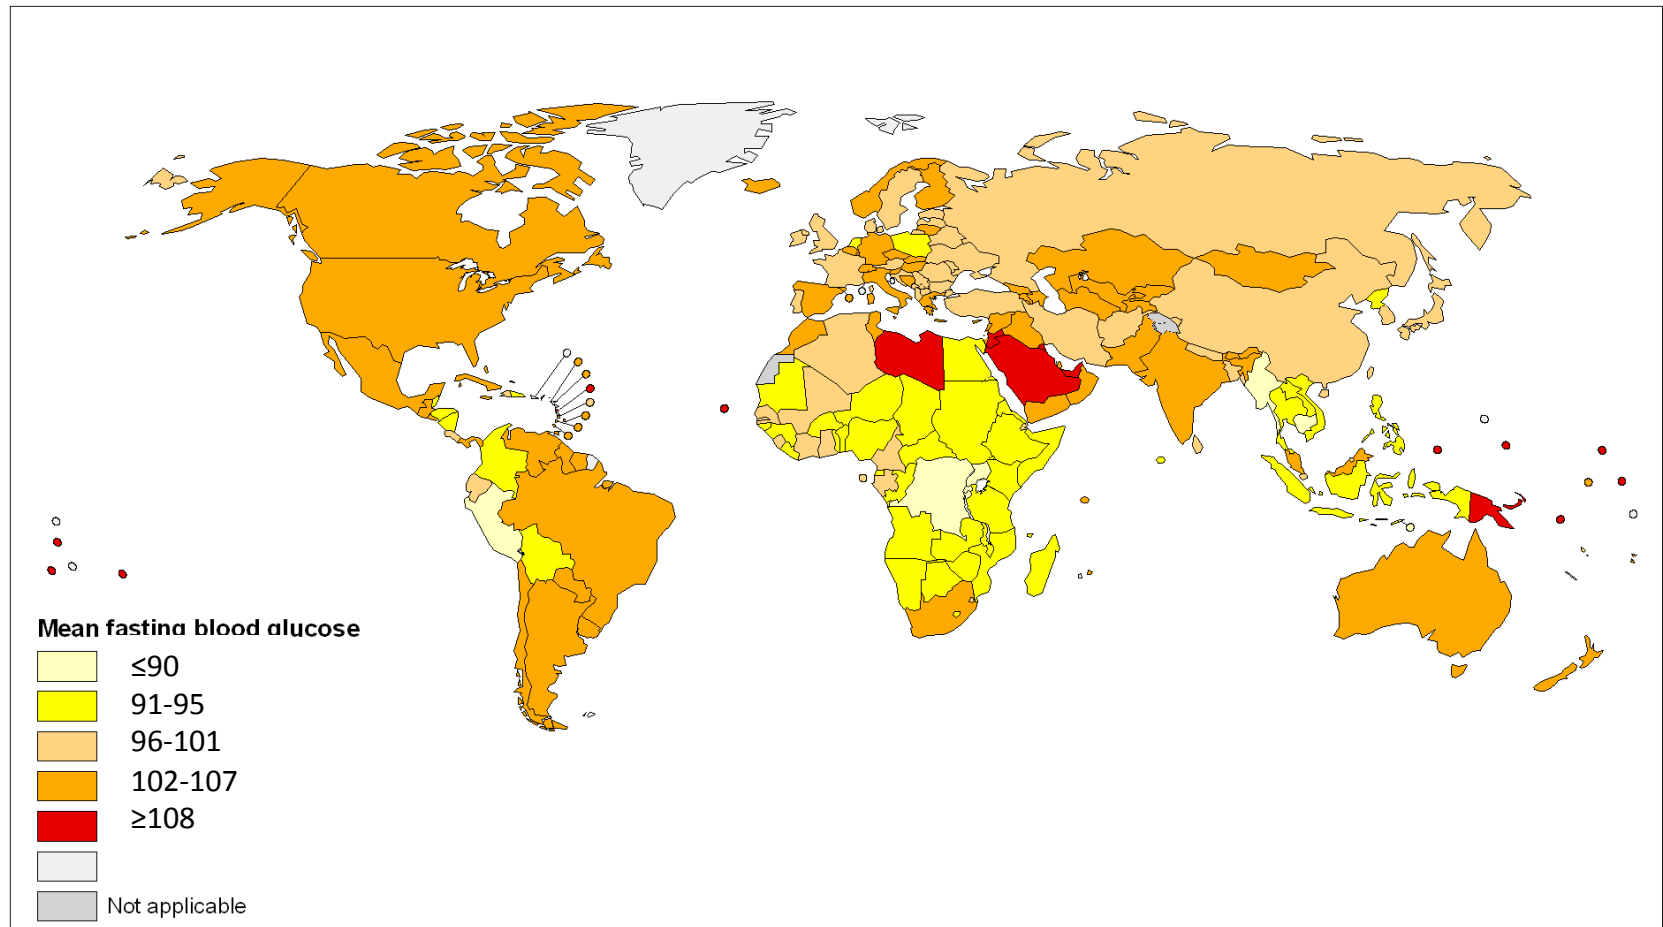 Mean fasting blood glucose
≤90
91-95
96-101
102-107
≥108
Not applicable